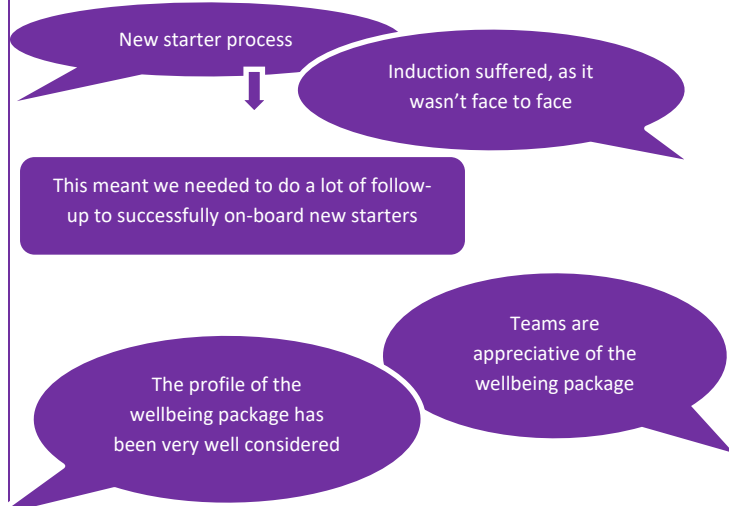 New starter process
Induction suffered, as it
wasn’t face to face
This meant we needed to do a lot of follow-
up to successfully on-board new starters
Teams are
appreciative of the
wellbeing package
The profile of the
wellbeing package has
been very well considered